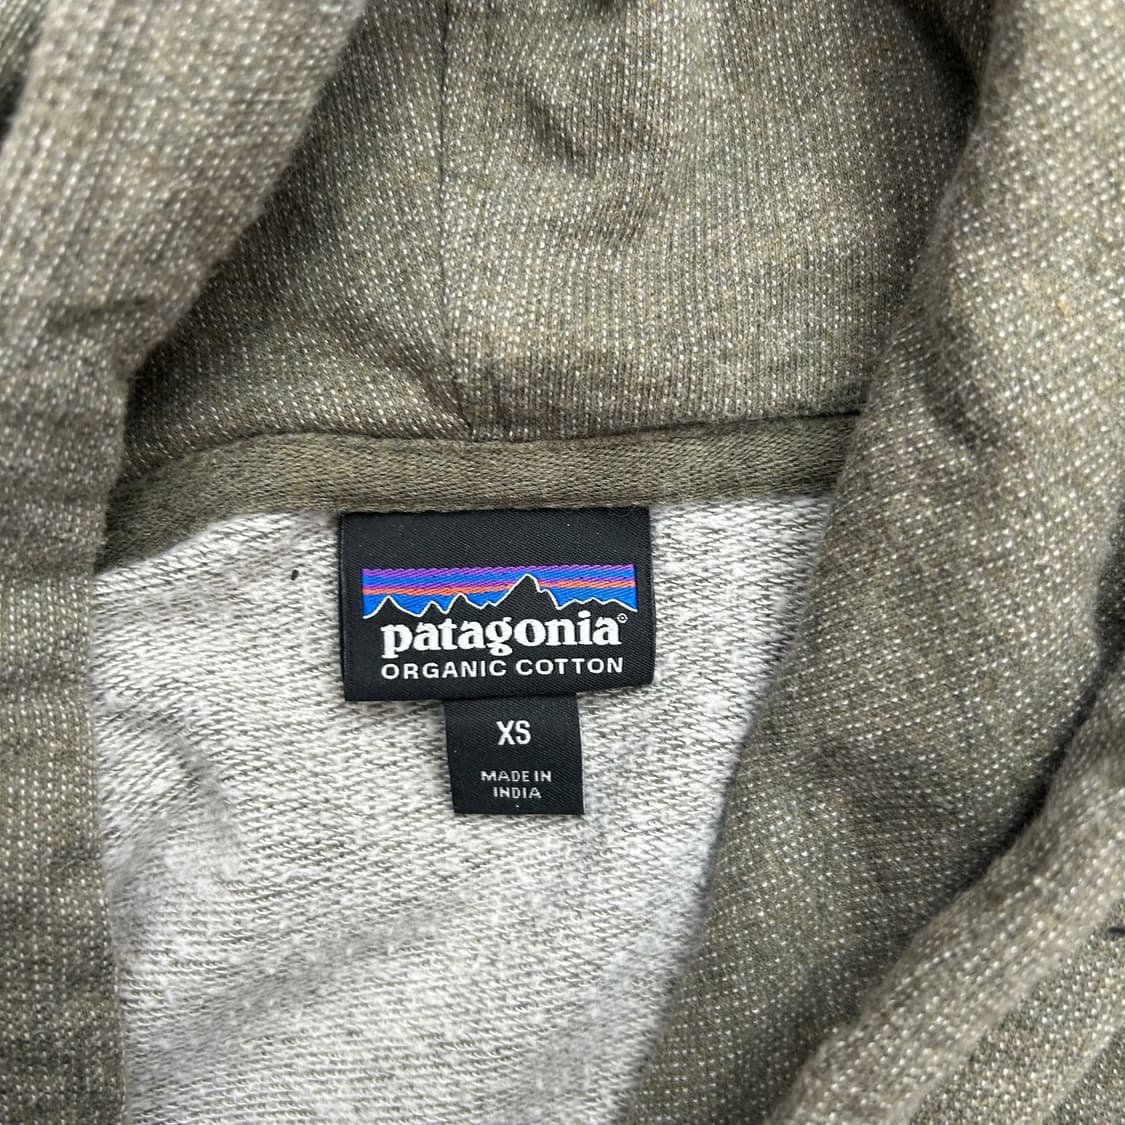 patagonia®
ORGANIC COTTON
XS
MADE IN
INDIA